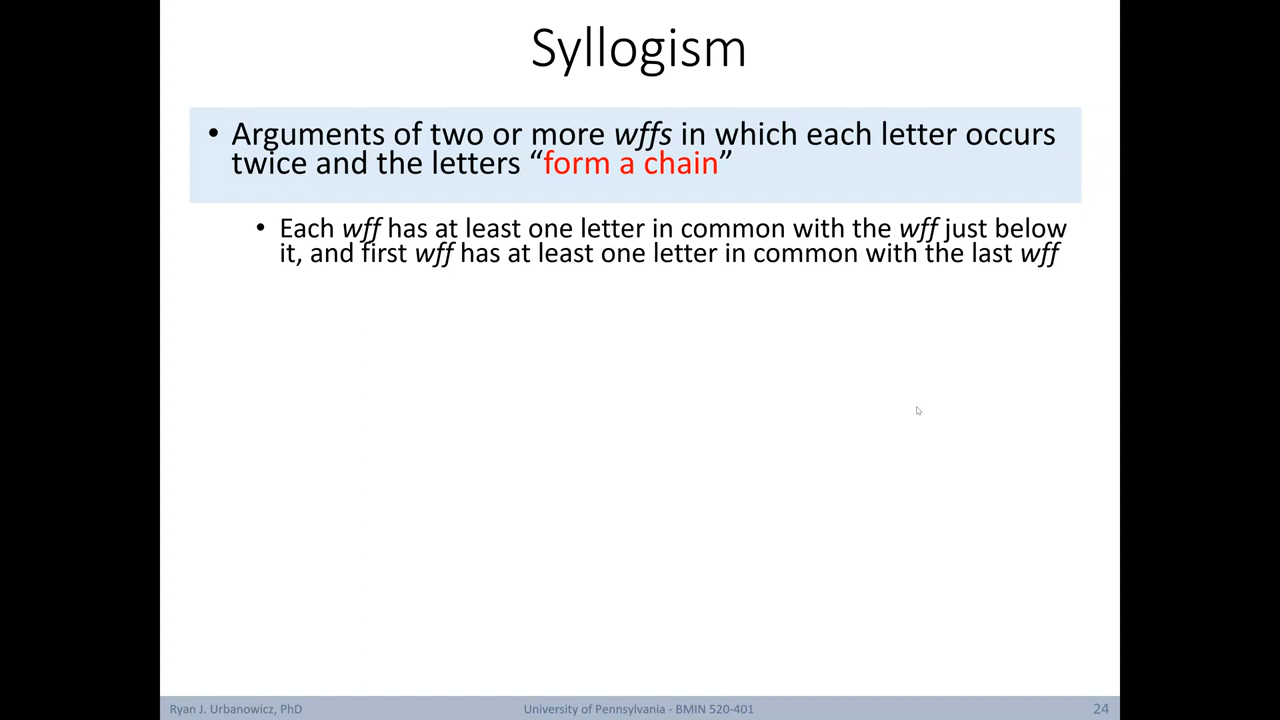 Syllogism
• Arguments of two or more wffs in which each letter occurs
twice and the letters “form a chain”
• Each wff has at least one letter in common with the wff just below
it, and first wff has at least one letter in common with the last wff
Ryan J. Urbanowicz, PhD
University of Pennsylvania - BMIN 520-401
24